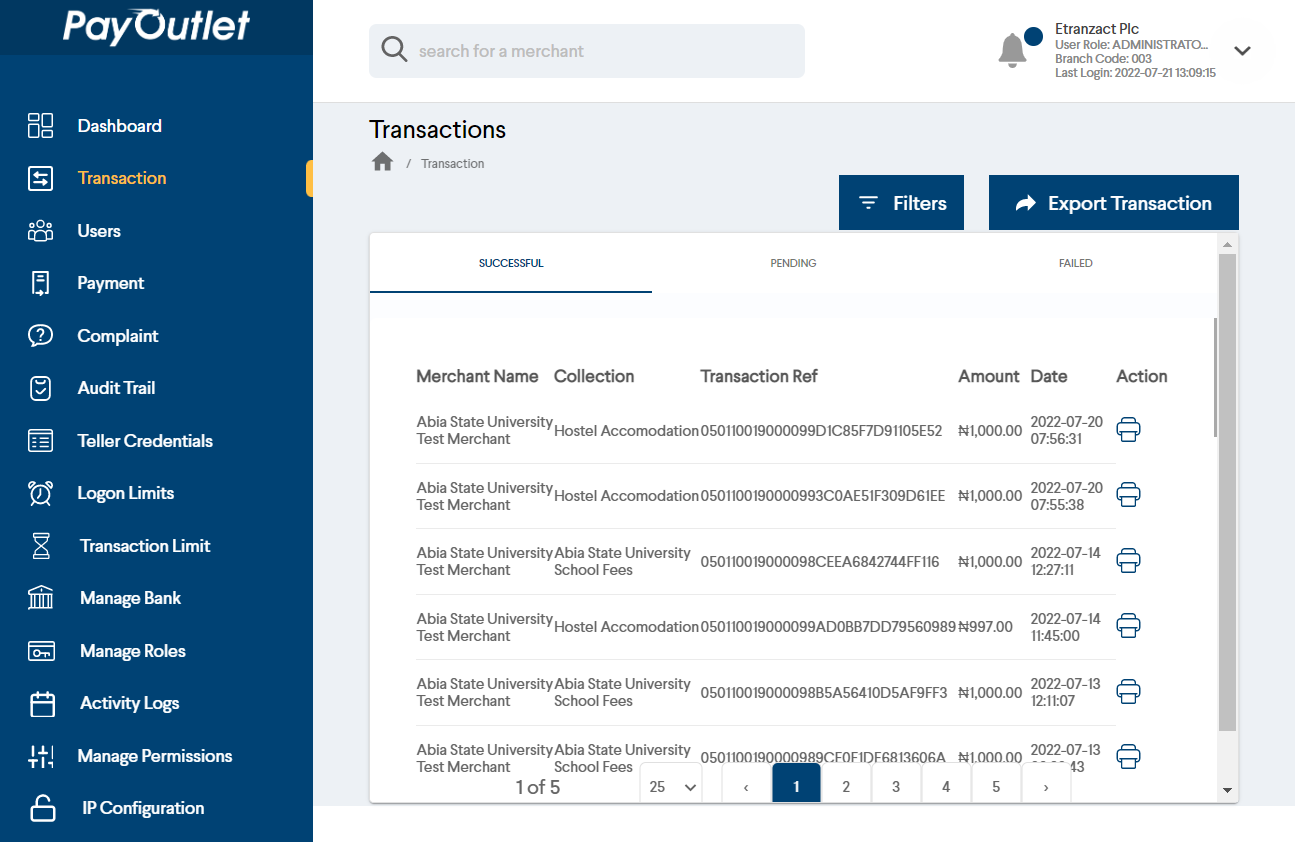 PayOutlet
search for a merchant
Etranzact Plc
User Role: ADMINISTRATO...
Branch Code: 003
Last Login: 2022-07-21 13:09:15
Dashboard
Transaction
Users
Payment
Complaint
Audit Trail
Teller Credentials
Logon Limits
Transaction Limit
Manage Bank
Manage Roles
Activity Logs
Manage Permissions
IP Configuration
Transactions
/ Transaction
Filters
Export Transaction
SUCCESSFUL PENDING FAILED
Merchant Name Collection Transaction Ref Amount Date Action
Abia State University
Test Merchant
Hostel Accomodation
050110019000099D1C85F7D91105E52
₦1,000.00
2022-07-20
07:56:31
Abia State University
Test Merchant
Hostel Accomodation
0501100190000993C0AE51F309D61EE
₦1,000.00
2022-07-20
07:55:38
Abia State University
Test Merchant
Abia State University
School Fees
050110019000098CEEA6842744FF116
₦1,000.00
2022-07-14
12:27:11
Abia State University
Test Merchant
Hostel Accomodation
050110019000099AD0BB7DD79560989
₦997.00
2022-07-14
11:45:00
Abia State University
Test Merchant
Abia State University
School Fees
050110019000098B5A56410D5AF9FF3
₦1,000.00
2022-07-13
12:11:07
Abia State University
Test Merchant
Abia State University
School Fees
0501100190000989CE0F1DF6813606A
₦1,000.00
2022-07-13
1 of 5
25
‹ 1 2 3 4 5 ›